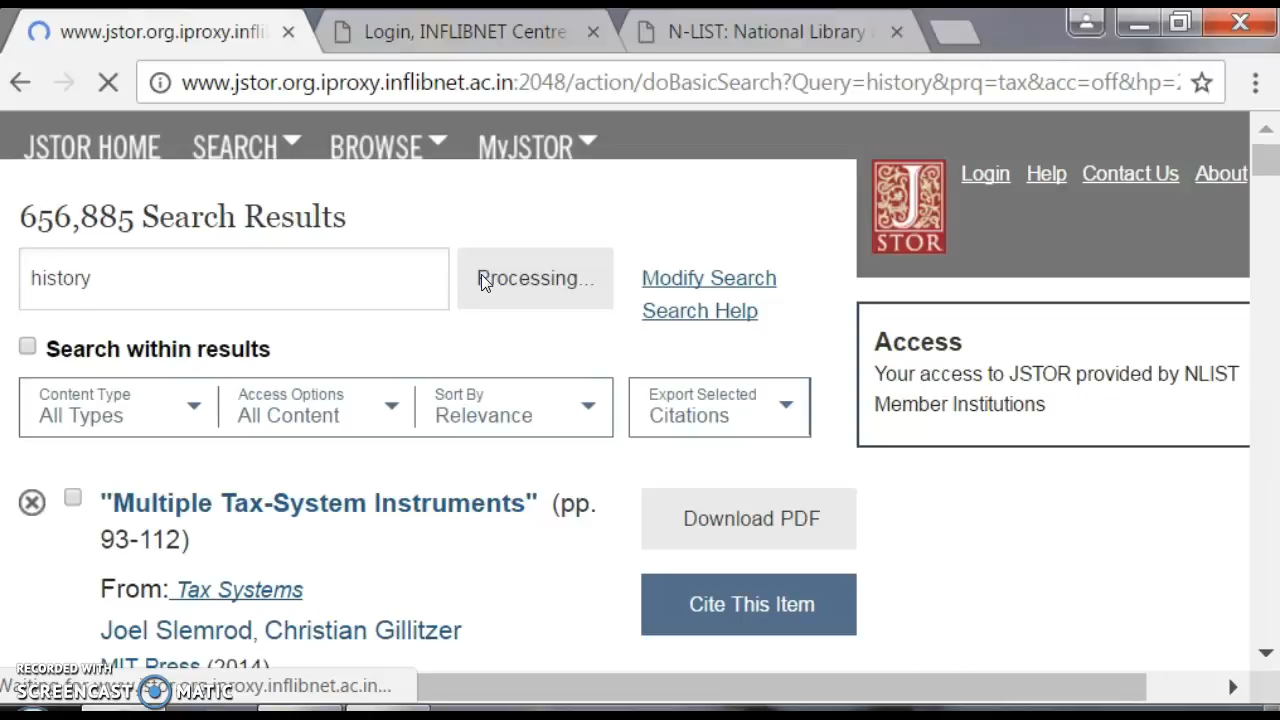 www.jstor.org.iproxy.infli
Login, INFLIBNET Centre
N-LIST: National Library
www.jstor.org.iproxy.inflibnet.ac.in:2048/action/doBasicSearch?Query=history&prq=tax&acc=off&hp=
JSTOR HOME SEARCH BROWSE MyJSTOR
Login Help Contact Us About
JSTOR
656,885 Search Results
history
Processing...
Modify Search
Search Help
Search within results
Access
Your access to JSTOR provided by NLIST
Member Institutions
Content Type
All Types
Access Options
All Content
Sort By
Relevance
Export Selected
Citations
"Multiple Tax-System Instruments" (pp.
93-112)
Download PDF
From: Tax Systems
Cite This Item
Joel Slemrod, Christian Gillitzer
MIT Press (2014)
Waiting for www.jstor.org.iproxy.inflibnet.ac.in...
RECORDED WITH
SCREENCAST MATIC